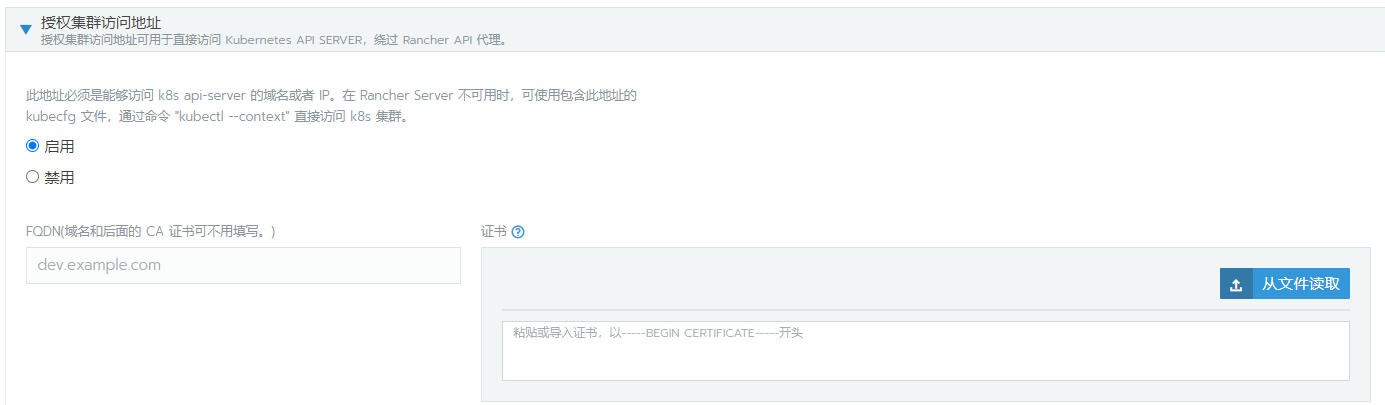 授权集群访问地址
授权集群访问地址可用于直接访问 Kubernetes API SERVER，绕过 Rancher API 代理。
此地址必须是能够访问 k8s api-server 的域名或者 IP。在 Rancher Server 不可用时，可使用包含此地址的
kubecfg 文件，通过命令 "kubectl --context" 直接访问 k8s 集群。
启用
禁用
FQDN(域名和后面的 CA 证书可不用填写。)
dev.example.com
证书
从文件读取
粘贴或导入证书，以-----BEGIN CERTIFICATE-----开头